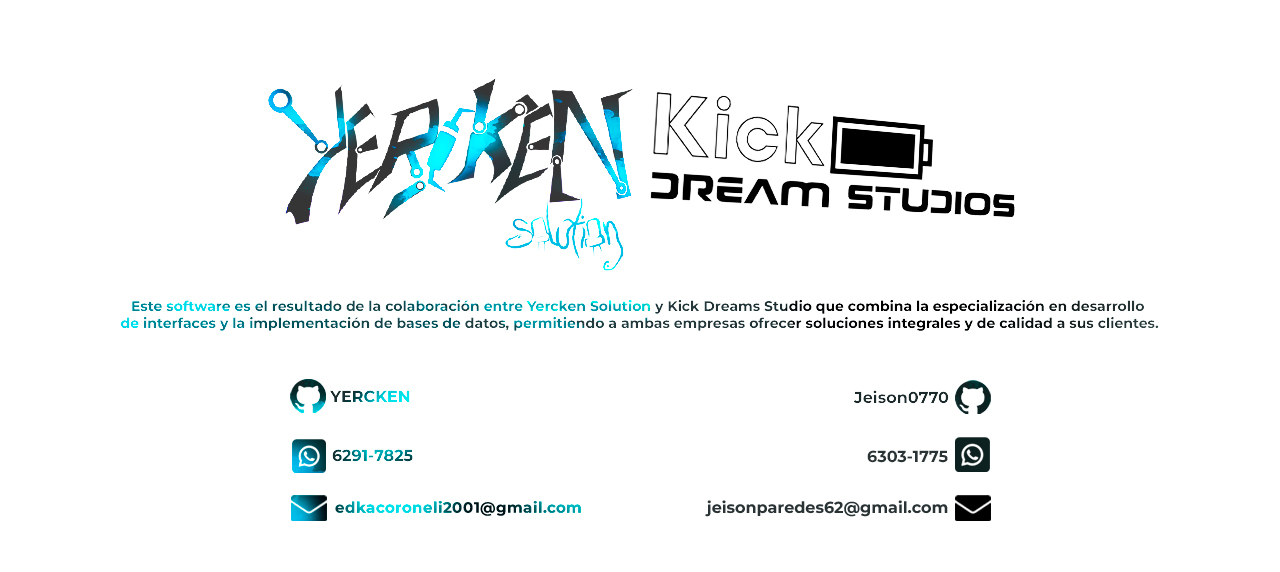 YERCKEN
solution
Kick
DREAM STUDIOS
Este software es el resultado de la colaboración entre Yercken Solution y Kick Dreams Studio que combina la especialización en desarrollo
de interfaces y la implementación de bases de datos, permitiendo a ambas empresas ofrecer soluciones integrales y de calidad a sus clientes.
YERCKEN
6291-7825
edkacoroneli2001@gmail.com
Jeison0770
6303-1775
jeisonparedes62@gmail.com